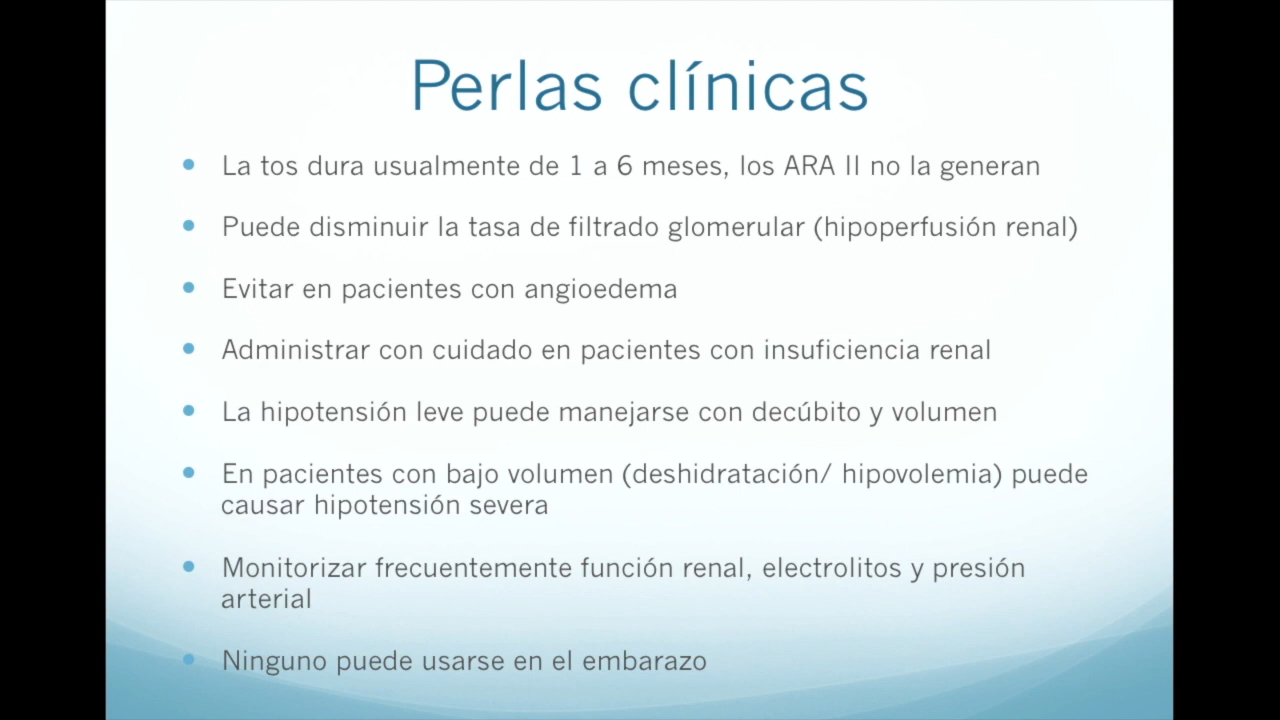 Perlas clínicas
La tos dura usualmente de 1 a 6 meses, los ARA II no la generan
Puede disminuir la tasa de filtrado glomerular (hipoperfusión renal)
Evitar en pacientes con angioedema
Administrar con cuidado en pacientes con insuficiencia renal
La hipotensión leve puede manejarse con decúbito y volumen
En pacientes con bajo volumen (deshidratación/ hipovolemia) puede
causar hipotensión severa
Monitorizar frecuentemente función renal, electrolitos y presión
arterial
Ninguno puede usarse en el embarazo